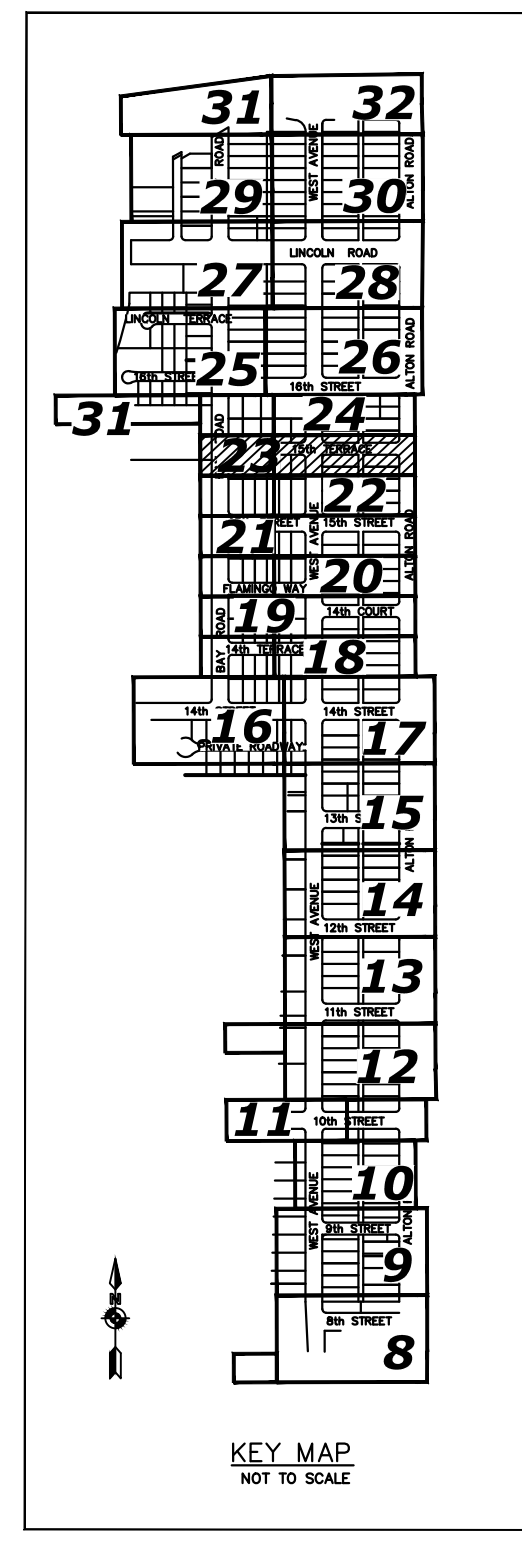 31 32
ROAD WEST AVENUE ALTON ROAD
29 30
LINCOLN ROAD
27 28
LINCOLN TERRACE
ALTON ROAD
25 26
16th STREET
31 24
23 15th TERRACE
22
15th STREET
21 WEST AVENUE ALTON ROAD
20
FLAMINGO WAY
14th COURT
19
BAY ROAD
14th TERRACE
18
14th STREET
16 17
PRIVATE ROADWAY
15
13th
14
WEST AVENUE
12th STREET
13
11th STREET
12
11 10th STREET
10
WEST AVENUE ALTON
9th STREET
9
8th STREET
8
N
KEY MAP
NOT TO SCALE